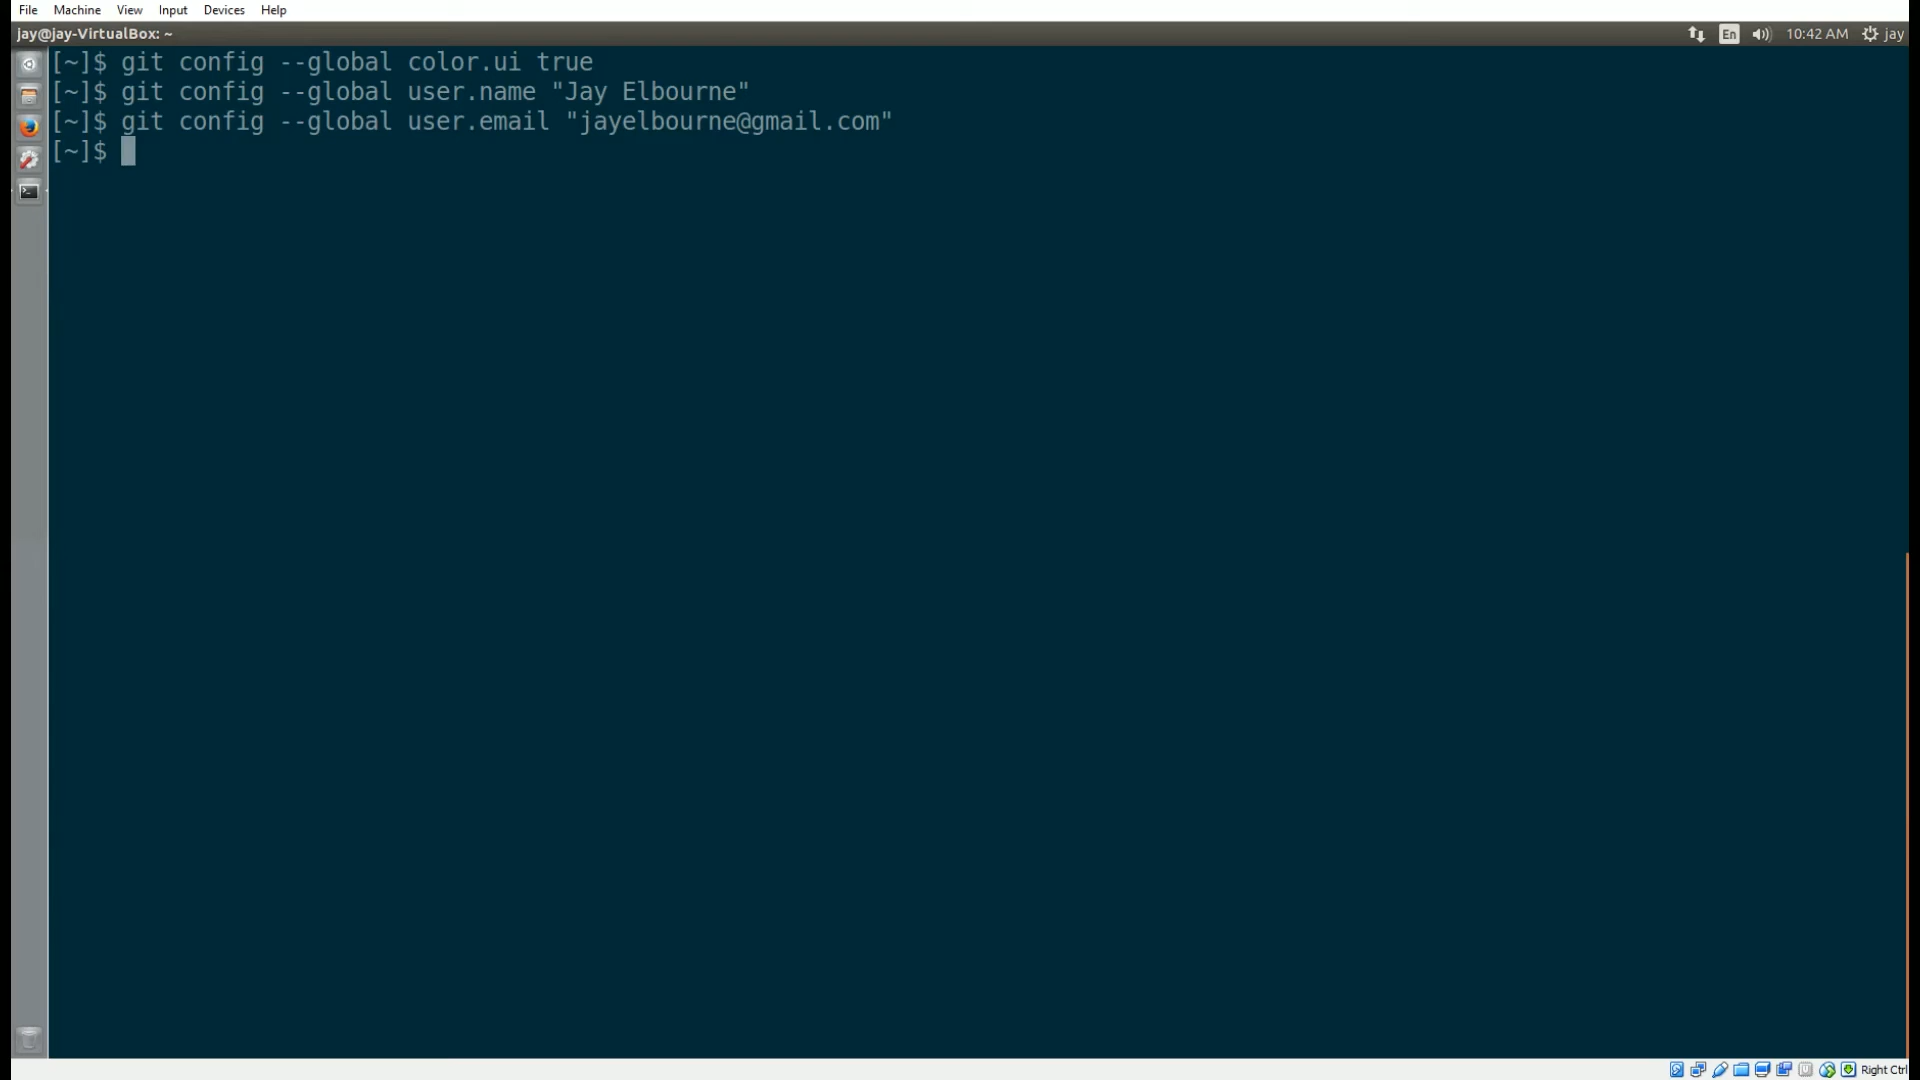 File Machine View Input Devices Help
jay@jay-VirtualBox: ~ En 10:42 AM jay
[~]$ git config --global color.ui true
[~]$ git config --global user.name "Jay Elbourne"
[~]$ git config --global user.email "jayelbourne@gmail.com"
[~]$
Right Ctrl